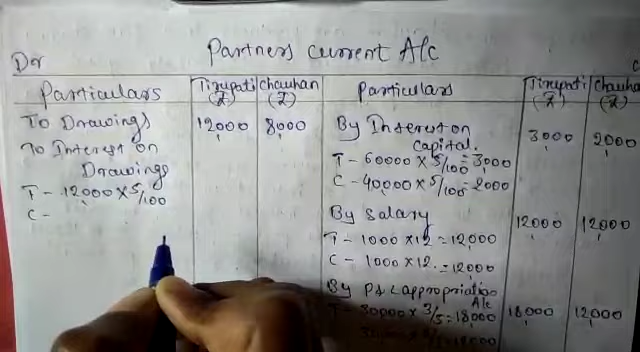 Partners current A/c
Dr
Particulars Tirupati (₹) Chauhan (₹) Particulars Tirupati (₹) Chauhan (₹)
To Drawings 12000 8000 By Interest on capital. 3000 2000
To Interest on
Drawings
T - 12000 × 5/100
C -
T - 60000 × 5/100 = 3000
C - 40000 × 5/100 = 2000
By Salary 12000 12000
T - 1000 × 12 = 12000
C - 1000 × 12. = 12000
By P&L appropriation A/c
T - 30000 × 3/5 = 18000 18000 12000